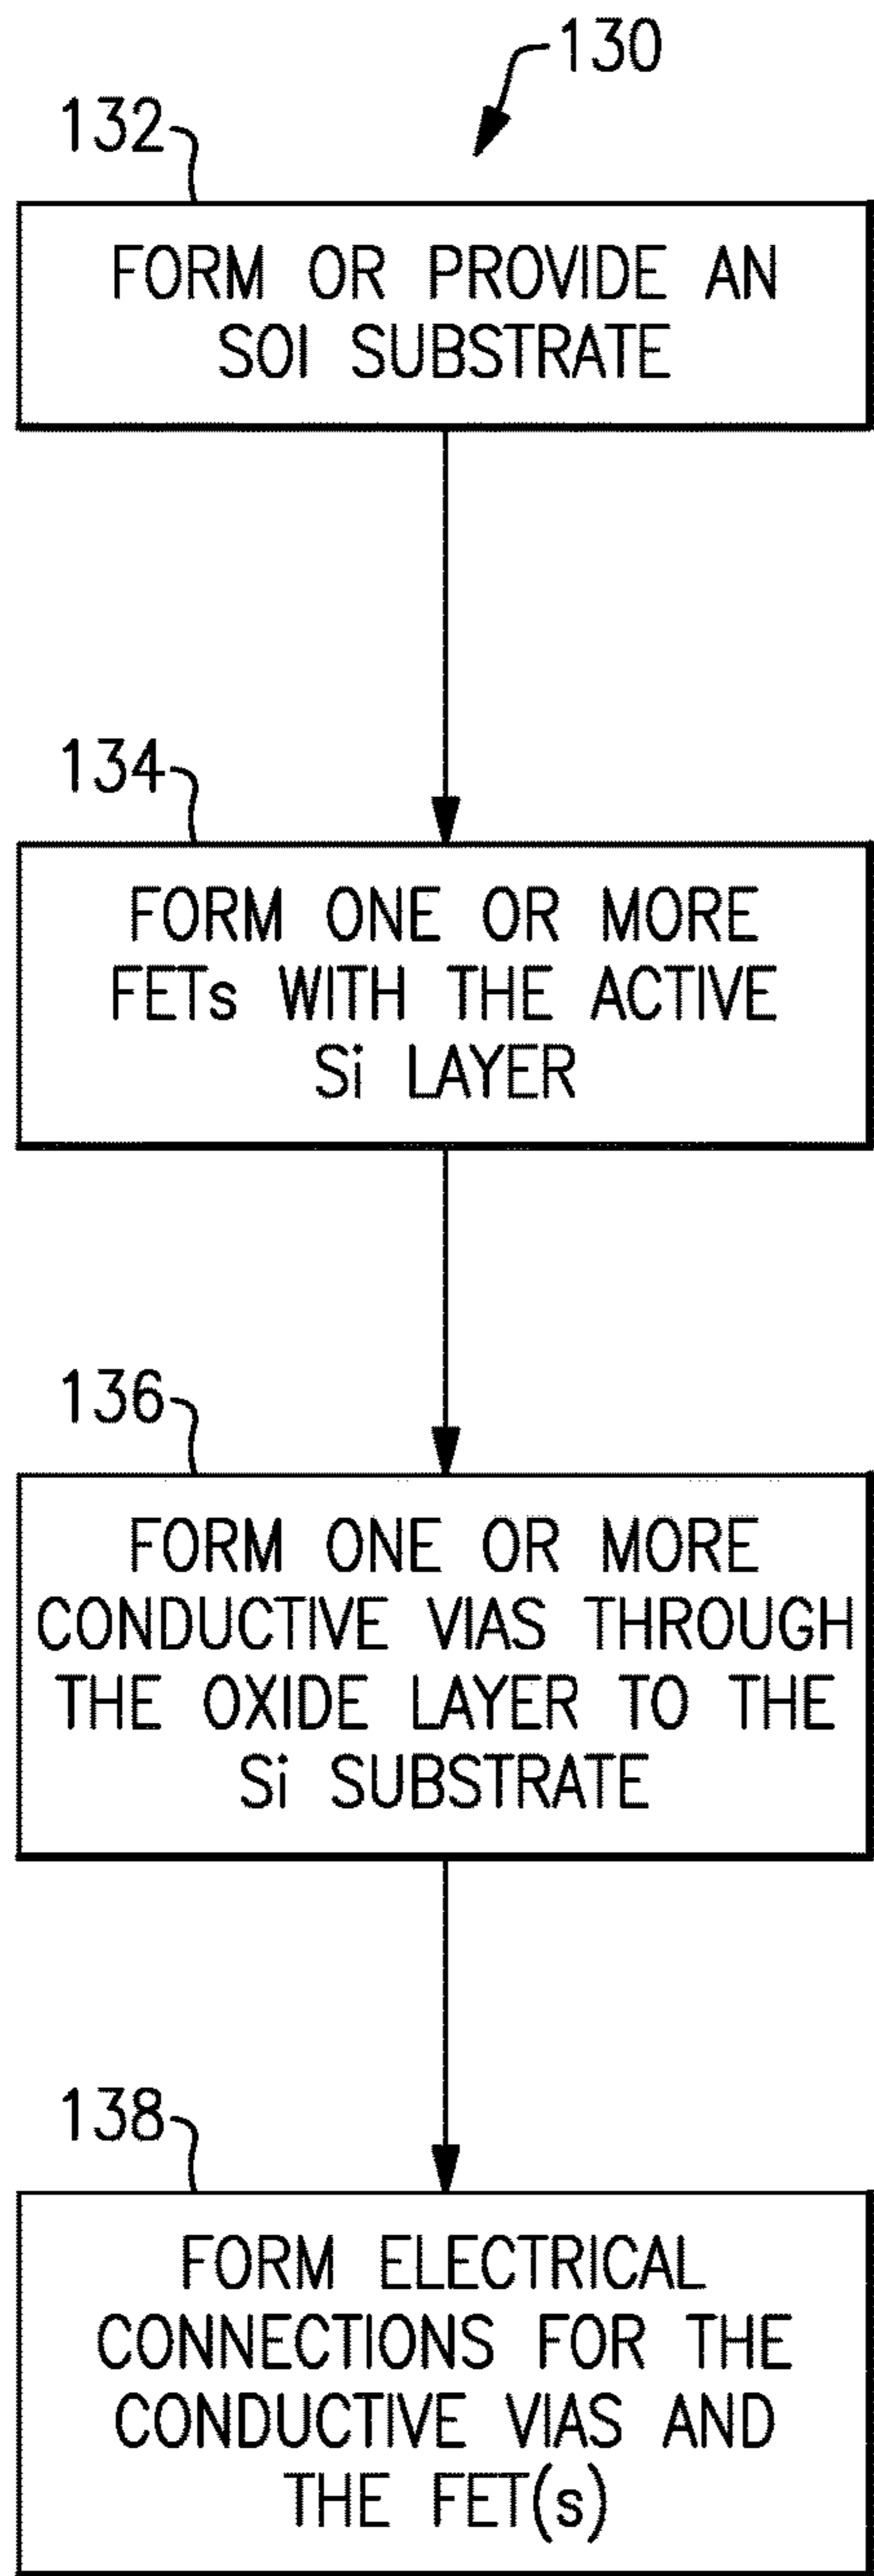 130
132
FORM OR PROVIDE AN
SOI SUBSTRATE
134
FORM ONE OR MORE
FETs WITH THE ACTIVE
Si LAYER
136
FORM ONE OR MORE
CONDUCTIVE VIAS THROUGH
THE OXIDE LAYER TO THE
Si SUBSTRATE
138
FORM ELECTRICAL
CONNECTIONS FOR THE
CONDUCTIVE VIAS AND
THE FET(s)